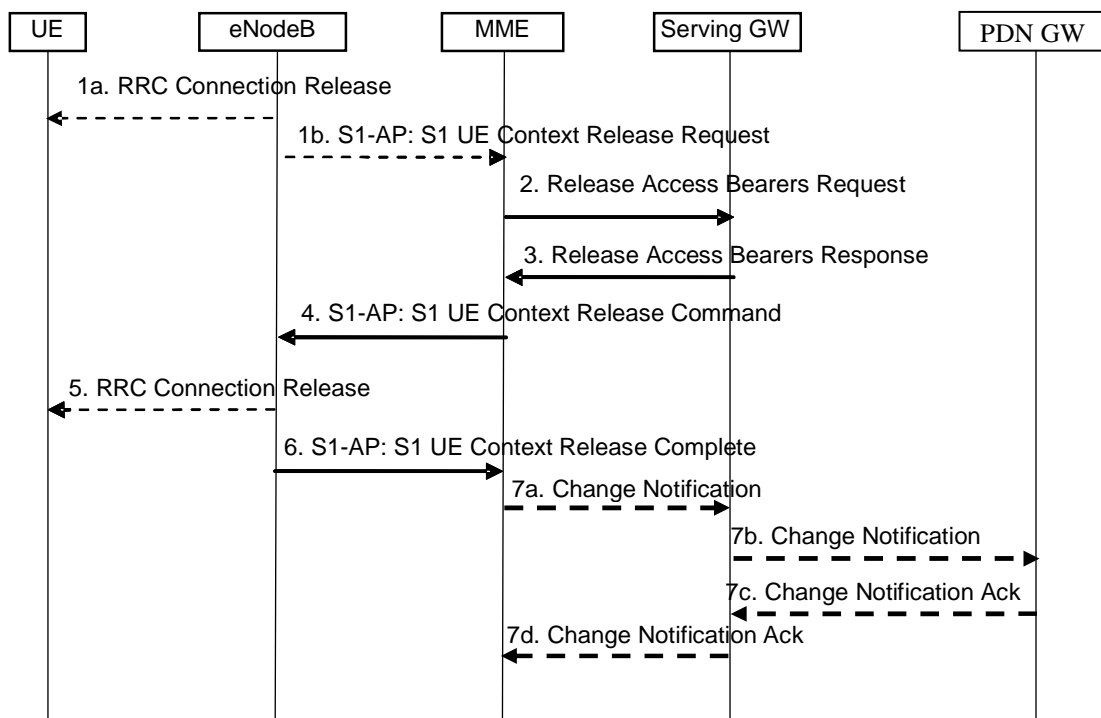 UE
eNodeB
MME
Serving GW
PDN GW
1a. RRC Connection Release
1b. S1-AP: S1 UE Context Release Request
2. Release Access Bearers Request
3. Release Access Bearers Response
4. S1-AP: S1 UE Context Release Command
5. RRC Connection Release
6. S1-AP: S1 UE Context Release Complete
7a. Change Notification
7b. Change Notification
7c. Change Notification Ack
7d. Change Notification Ack